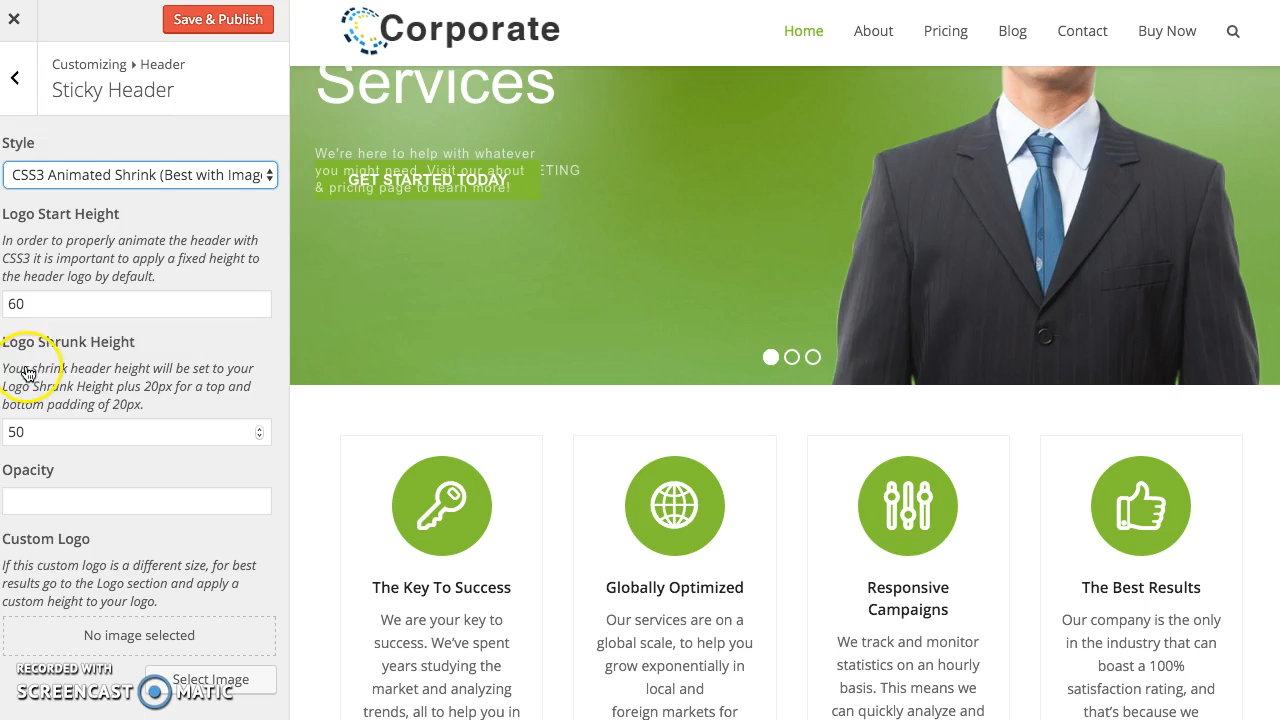 Save & Publish
Customizing ▸ Header
Sticky Header
Style
CSS3 Animated Shrink (Best with Imag
Logo Start Height
In order to properly animate the header with
CSS3 it is important to apply a fixed height to
the header logo by default.
60
Logo Shrunk Height
Your shrink header height will be set to your
Logo Shrunk Height plus 20px for a top and
bottom padding of 20px.
50
Opacity
Custom Logo
If this custom logo is a different size, for best
results go to the Logo section and apply a
custom height to your logo.
No image selected
Select Image
RECORDED WITH
SCREENCAST MATIC
Corporate
Home
About
Pricing
Blog
Contact
Buy Now
Services
We're here to help with whatever
you might need. Visit our about ETING
& pricing page to learn more!
GET STARTED TODAY
The Key To Success
We are your key to
success. We've spent
years studying the
market and analyzing
trends, all to help you in
Globally Optimized
Our services are on a
global scale, to help you
grow exponentially in
local and
foreign markets for
Responsive
Campaigns
We track and monitor
statistics on an hourly
basis. This means we
can quickly analyze and
The Best Results
Our company is the only
in the industry that can
boast a 100%
satisfaction rating, and
that's because we